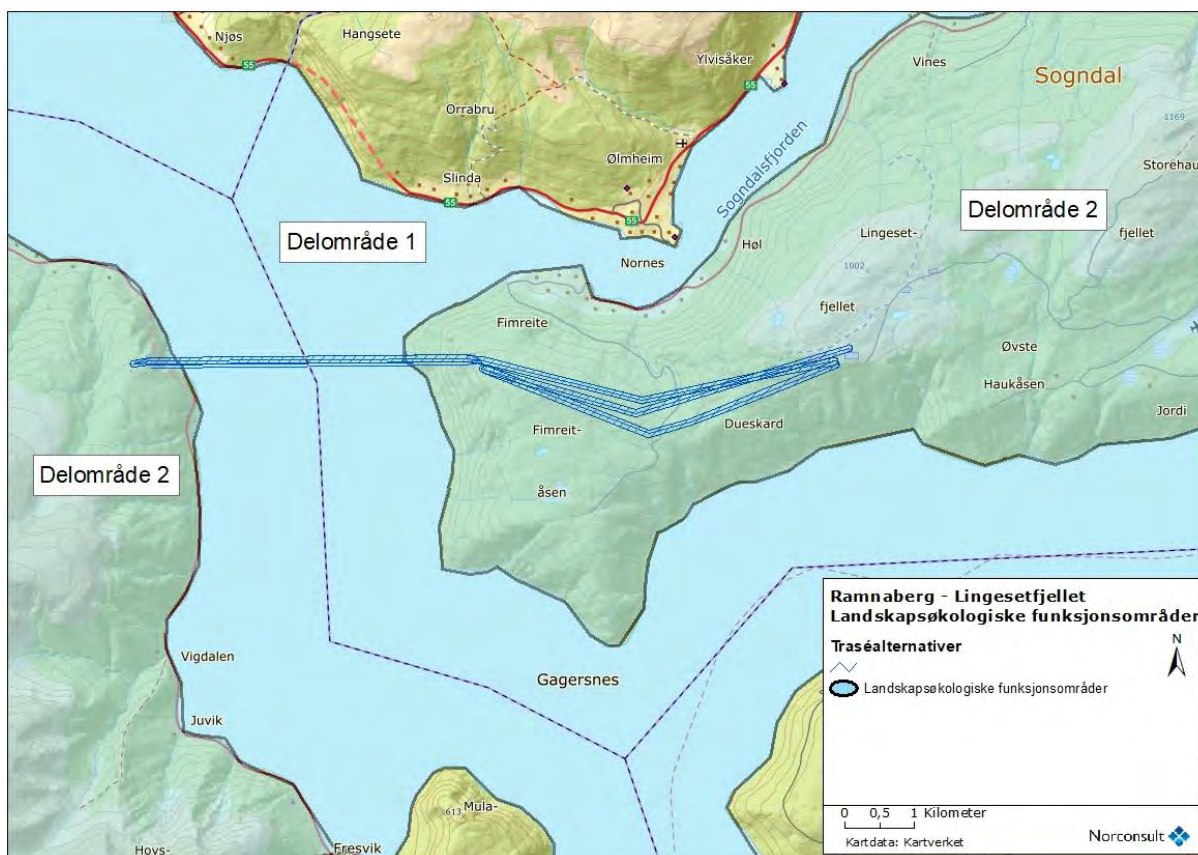 Njøs
Hangsete
55
Ylvisåker
55
Vines
Sogndal
Orrabru
1169
Storehau
Ølmheim
Slinda
55
Sogndalsfjorden
Delområde 2
55
Delområde 1
Høl
Lingeset-
fjellet
Nornes
1002
fjellet
Fimreite
Øvste
Haukåsen
Jordi
Dueskard
Fimreit-
åsen
Delområde 2
Vigdalen
Gagersnes
Juvik
613
Mula-
Fresvik
Hovs-
Ramnaberg - Lingesetfjellet
Landskapsøkologiske funksjonsområder
Traséalternativer
N
Landskapsøkologiske funksjonsområder
0 0,5 1 Kilometer
Kartdata: Kartverket
Norconsult